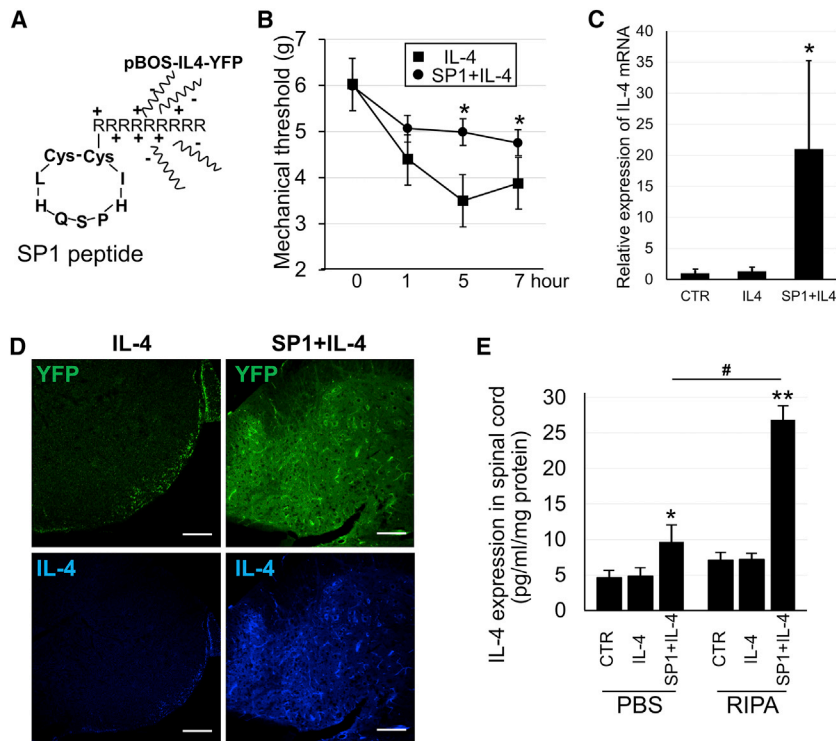 A
pBOS-IL4-YFP
+ + + + -
RRRRRRRRR
+ + + -
-
Cys-Cys
L I
H H
Q S P
SP1 peptide
B
Mechanical threshold (g)
7
6
5
4
3
2
IL-4
SP1+IL-4
* *
0 1 5 7 hour
C
Relative expression of IL-4 mRNA
40
35
30
25
20
15
10
5
0
*
CTR IL4 SP1+IL4
D
IL-4 SP1+IL-4
YFP YFP
IL-4 IL-4
E
IL-4 expression in spinal cord
(pg/ml/mg protein)
30
25
20
15
10
5
0
#
*
**
CTR IL-4 SP1+IL-4 CTR IL-4 SP1+IL-4
PBS RIPA